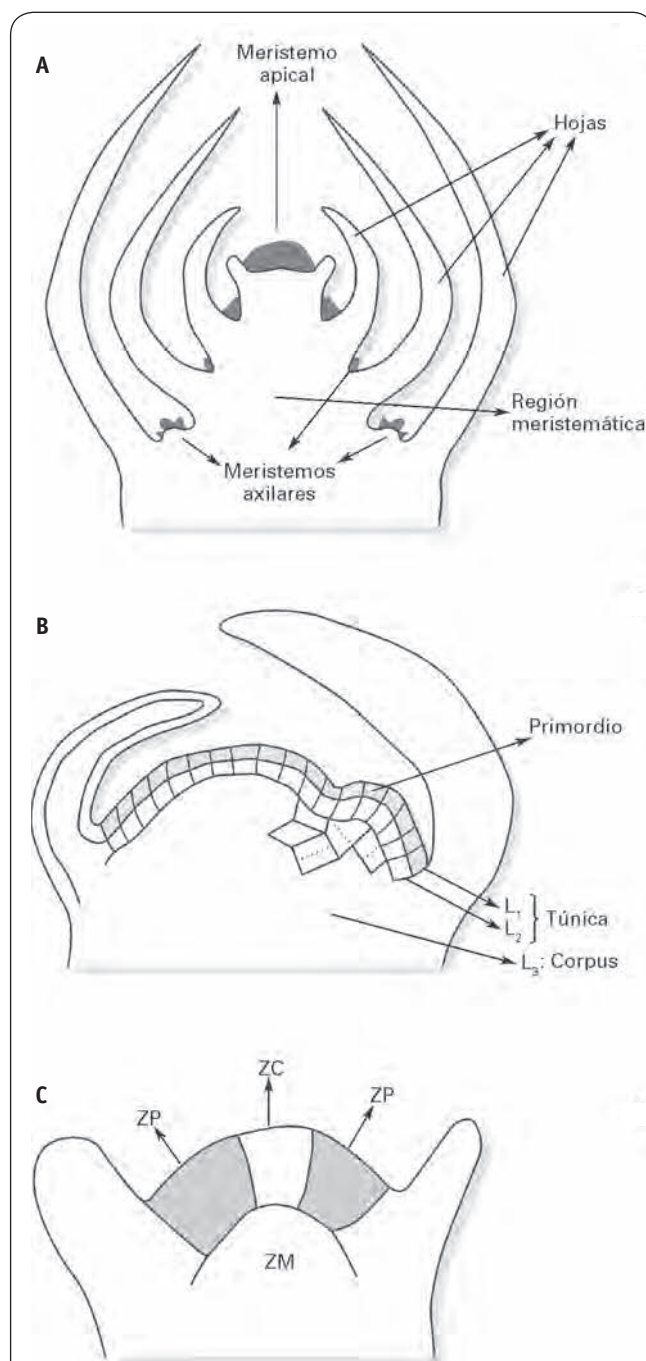 A
Meristemo
apical
Hojas
Región
meristemática
Meristemos
axilares
B
Primordio
L₁
L₂
} Túnica
L₃: Corpus
C
ZP
ZC
ZP
ZM